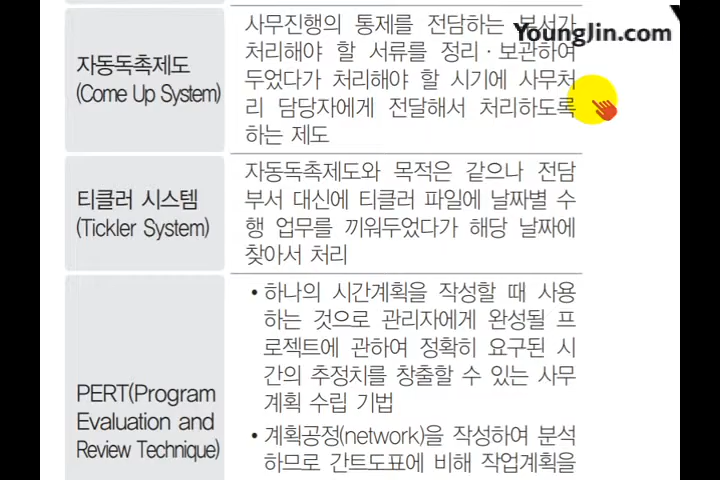 YoungJin.com
자동독촉제도
(Come Up System)
사무진행의 통제를 전담하는 부서가
처리해야 할 서류를 정리·보관하여
두었다가 처리해야 할 시기에 사무처
리 담당자에게 전달해서 처리하도록
하는 제도
티클러 시스템
(Tickler System)
자동독촉제도와 목적은 같으나 전담
부서 대신에 티클러 파일에 날짜별 수
행 업무를 끼워두었다가 해당 날짜에
찾아서 처리
PERT(Program
Evaluation and
Review Technique)
• 하나의 시간계획을 작성할 때 사용
하는 것으로 관리자에게 완성될 프
로젝트에 관하여 정확히 요구된 시
간의 추정치를 창출할 수 있는 사무
계획 수립 기법
• 계획공정(network)을 작성하여 분석
하므로 간트도표에 비해 작업계획을